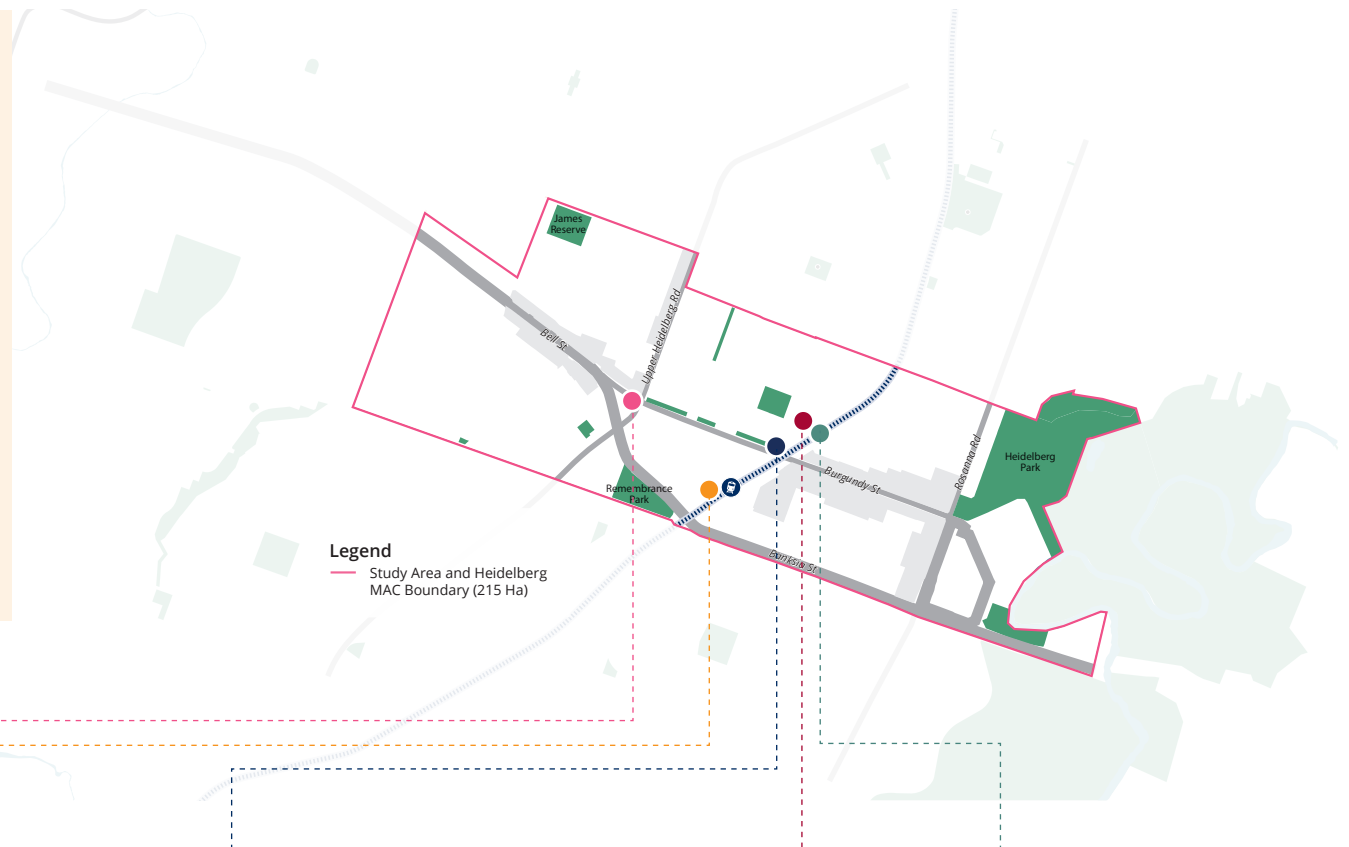 James
Reserve
Upper Heidelberg Rd
Bell St
Rosanna Rd
Heidelberg
Park
Burgundy St
Remembrance
Park
Banksia St
Legend
Study Area and Heidelberg
MAC Boundary (215 Ha)